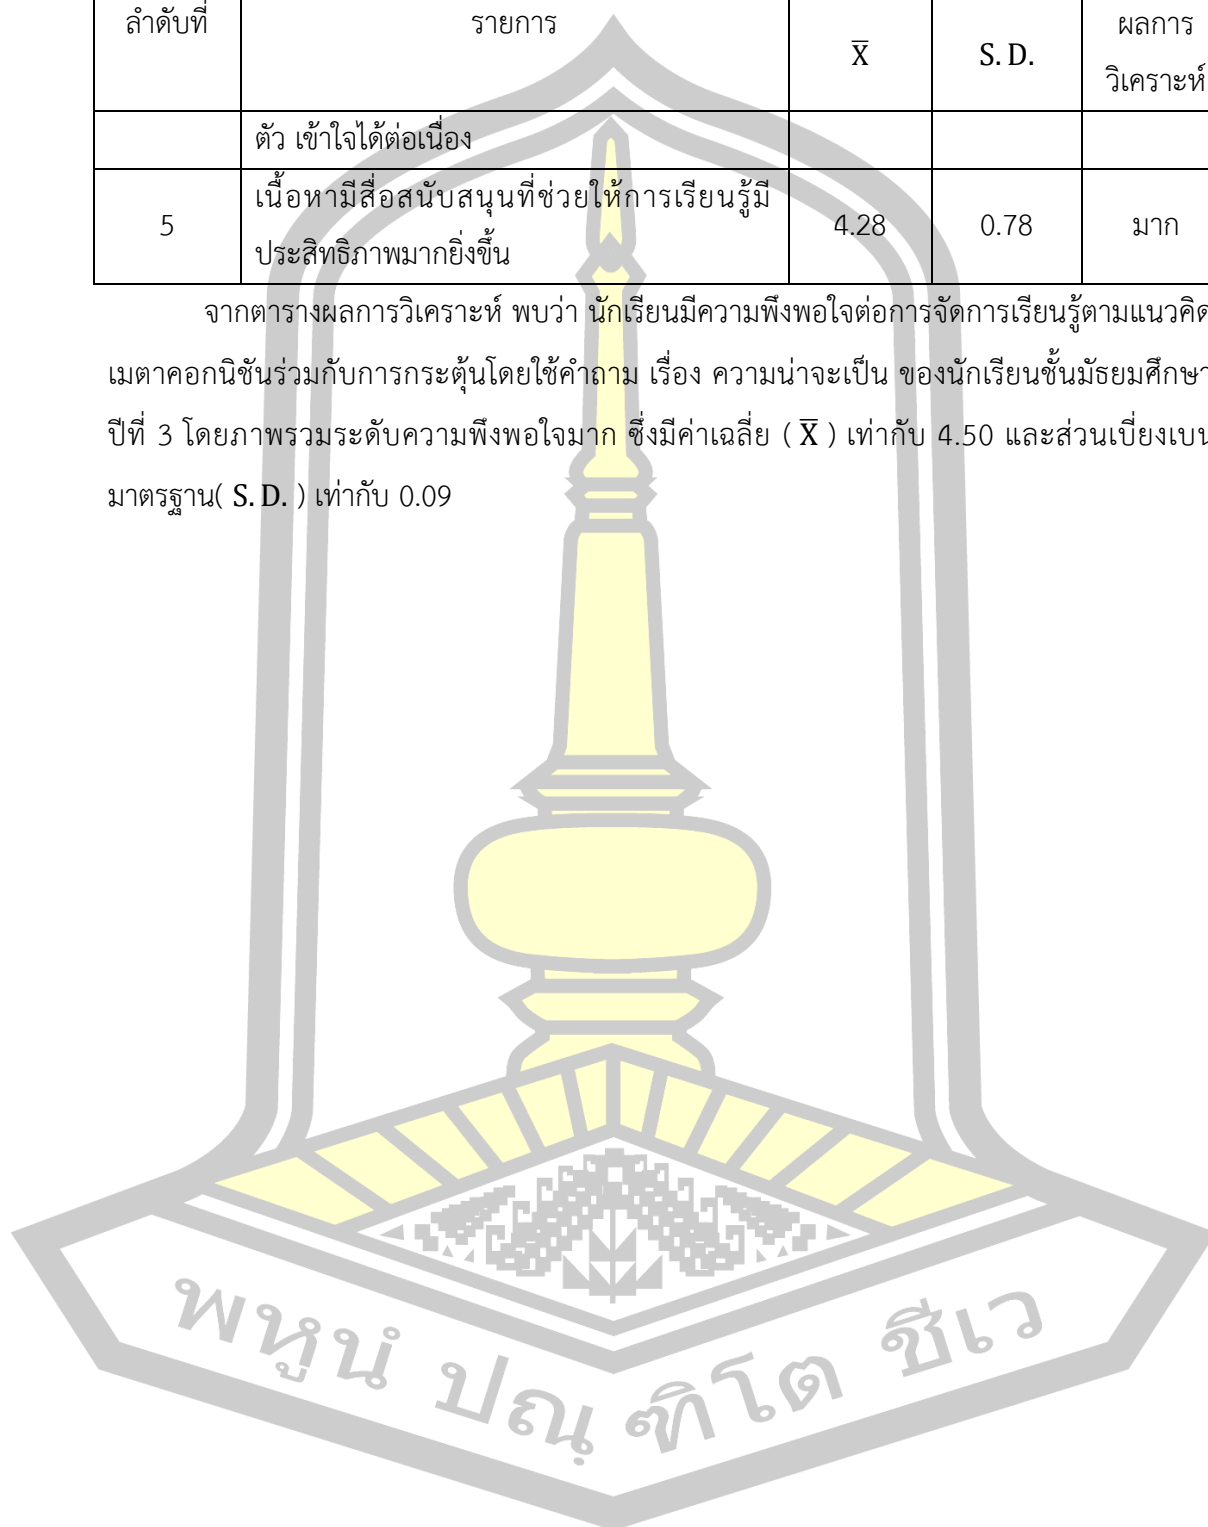 ลำดับที่ รายการ X̅ S. D. ผลการ
วิเคราะห์
ตัว เข้าใจได้ต่อเนื่อง
5 เนื้อหามีสื่อสนับสนุนที่ช่วยให้การเรียนรู้มี 4.28 0.78 มาก
ประสิทธิภาพมากยิ่งขึ้น
จากตารางผลการวิเคราะห์ พบว่า นักเรียนมีความพึงพอใจต่อการจัดการเรียนรู้ตามแนวคิด
เมตาคอกนิชันร่วมกับการกระตุ้นโดยใช้คำถาม เรื่อง ความน่าจะเป็น ของนักเรียนชั้นมัธยมศึกษา
ปีที่ 3 โดยภาพรวมระดับความพึงพอใจมาก ซึ่งมีค่าเฉลี่ย ( X̅ ) เท่ากับ 4.50 และส่วนเบี่ยงเบน
มาตรฐาน( S. D. ) เท่ากับ 0.09
พหูนํ ปณฺฑิโต ชีเว